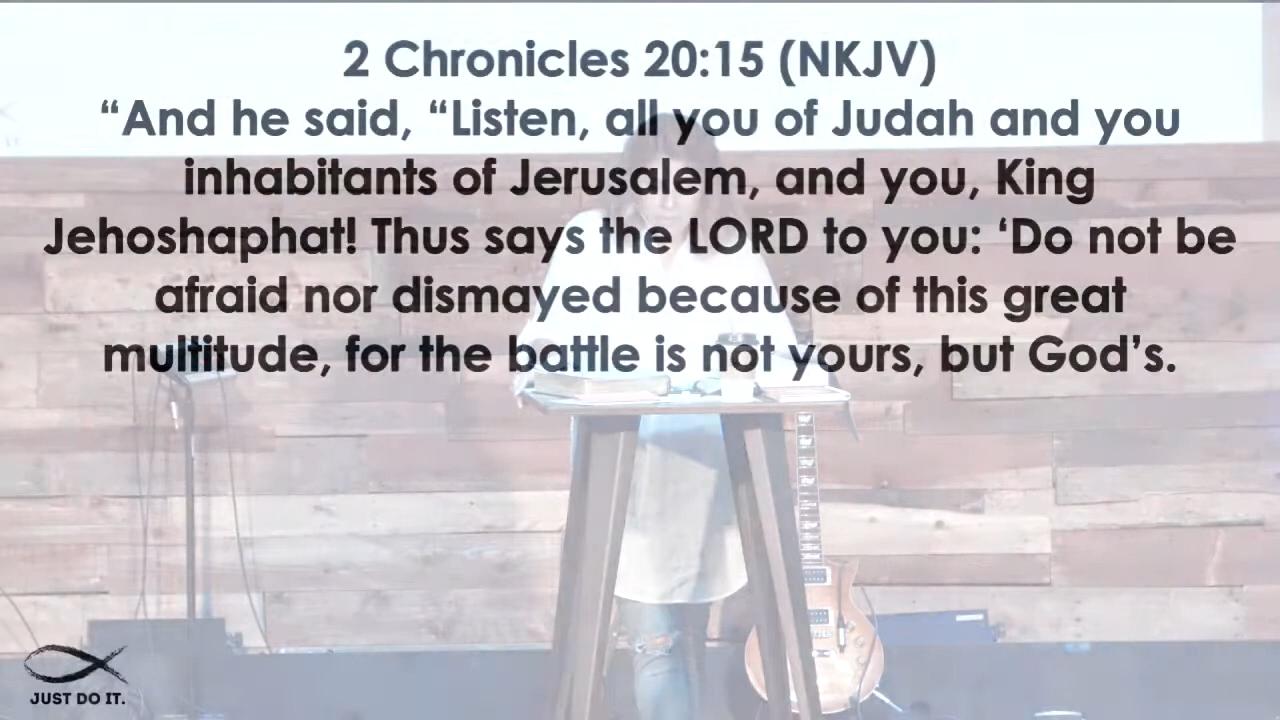 2 Chronicles 20:15 (NKJV)
“And he said, “Listen, all you of Judah and you
inhabitants of Jerusalem, and you, King
Jehoshaphat! Thus says the LORD to you: ‘Do not be
afraid nor dismayed because of this great
multitude, for the battle is not yours, but God’s.
JUST DO IT.